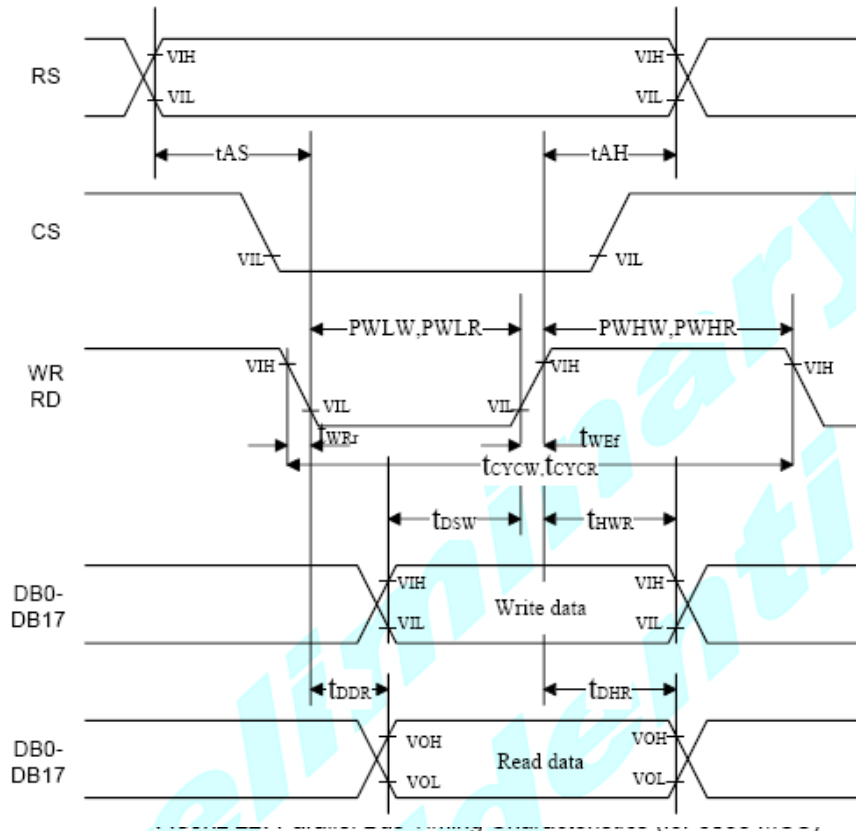 RS
VIH
VIH
VIL
VIL
tAS
tAH
CS
VIL
VIL
PWLW,PWLR
PWHW,PWHR
WR
RD
VIH
VIH
VIH
VIL
VIL
tWRr
tWEf
tCYCW,tCYCR
tDSW
tHWR
DB0-
DB17
VIH
VIH
Write data
VIL
VIL
tDDR
tDHR
DB0-
DB17
VOH
VOH
Read data
VOL
VOL